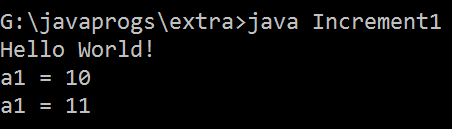 G:\javaprogs\extra>java Increment1
Hello World!
a1 = 10
a1 = 11